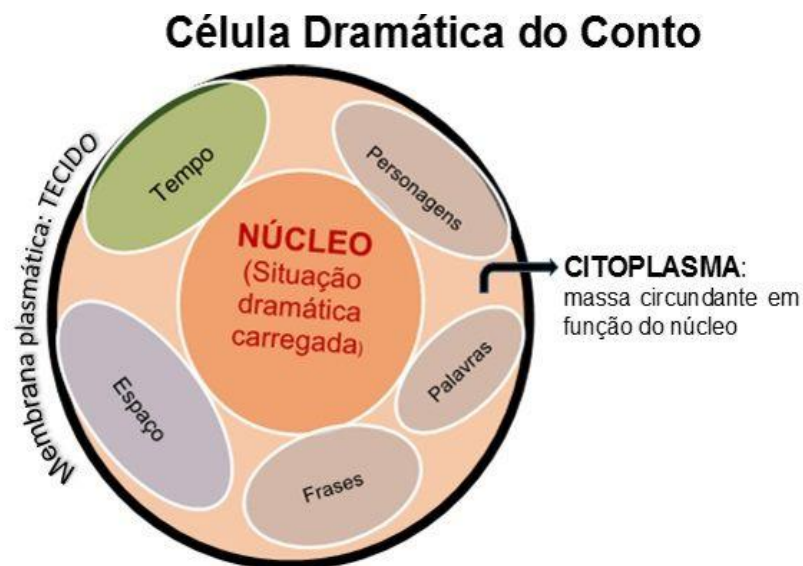 Célula Dramática do Conto
Membrana plasmática: TECIDO
Tempo
Personagens
NÚCLEO
(Situação
dramática
carregada)
CITOPLASMA:
massa circundante em
função do núcleo
Palavras
Espaço
Frases